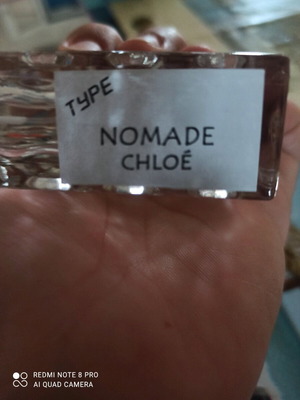 TYPE
NOMADE
CHLOÉ
REDMI NOTE 8 PRO
AI QUAD CAMERA